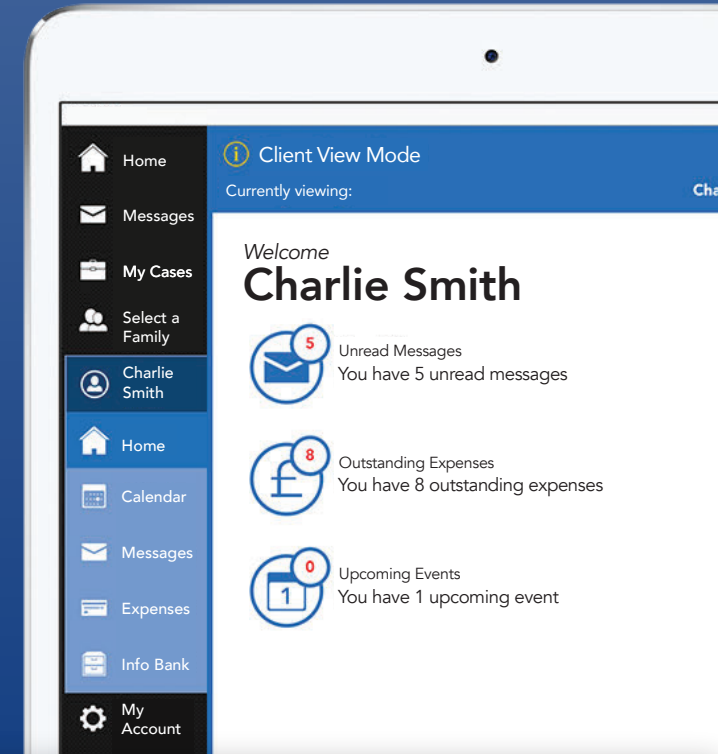 Home
Messages
My Cases
Select a
Family
Charlie
Smith
Home
Calendar
Messages
Expenses
Info Bank
My
Account
i Client View Mode
Currently viewing:
Cha
Welcome
Charlie Smith
5
Unread Messages
You have 5 unread messages
8
£
Outstanding Expenses
You have 8 outstanding expenses
0
1
Upcoming Events
You have 1 upcoming event